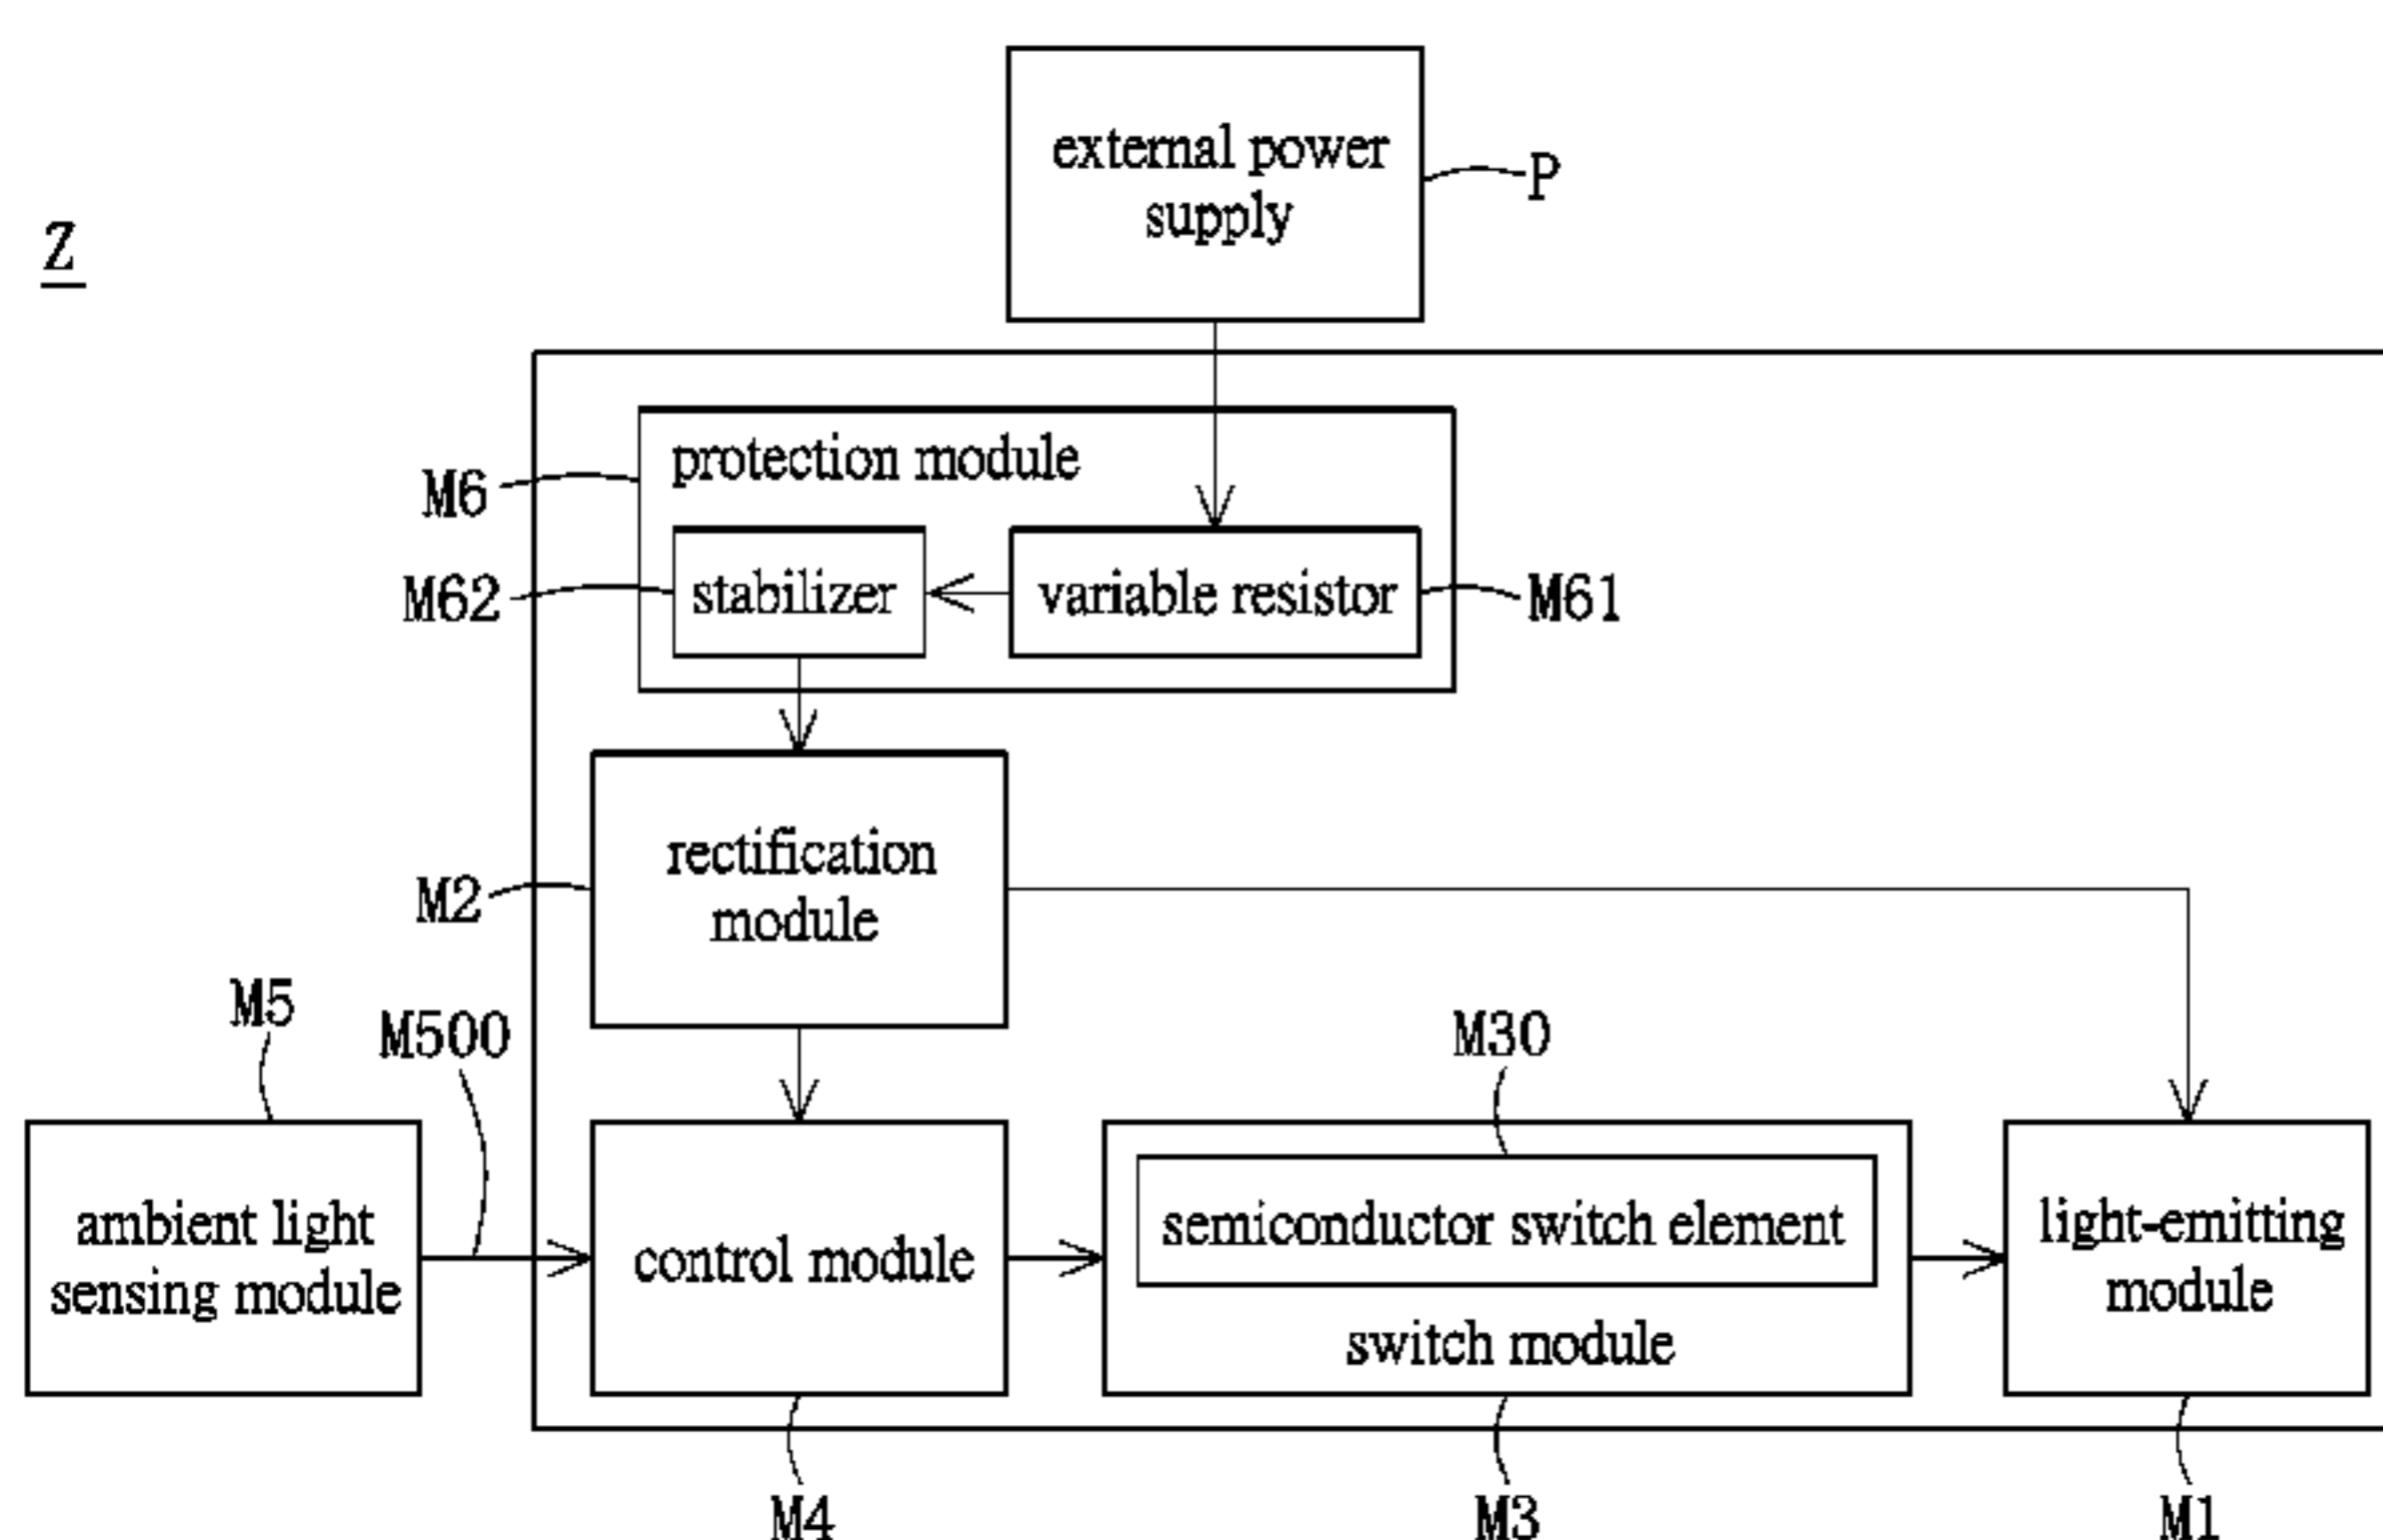 external power
supply
P
Z
protection module
M6
stabilizer
variable resistor
M62
M61
rectification
module
M2
M5
M500
M30
ambient light
sensing module
control module
semiconductor switch element
switch module
light-emitting
module
M4
M3
M1